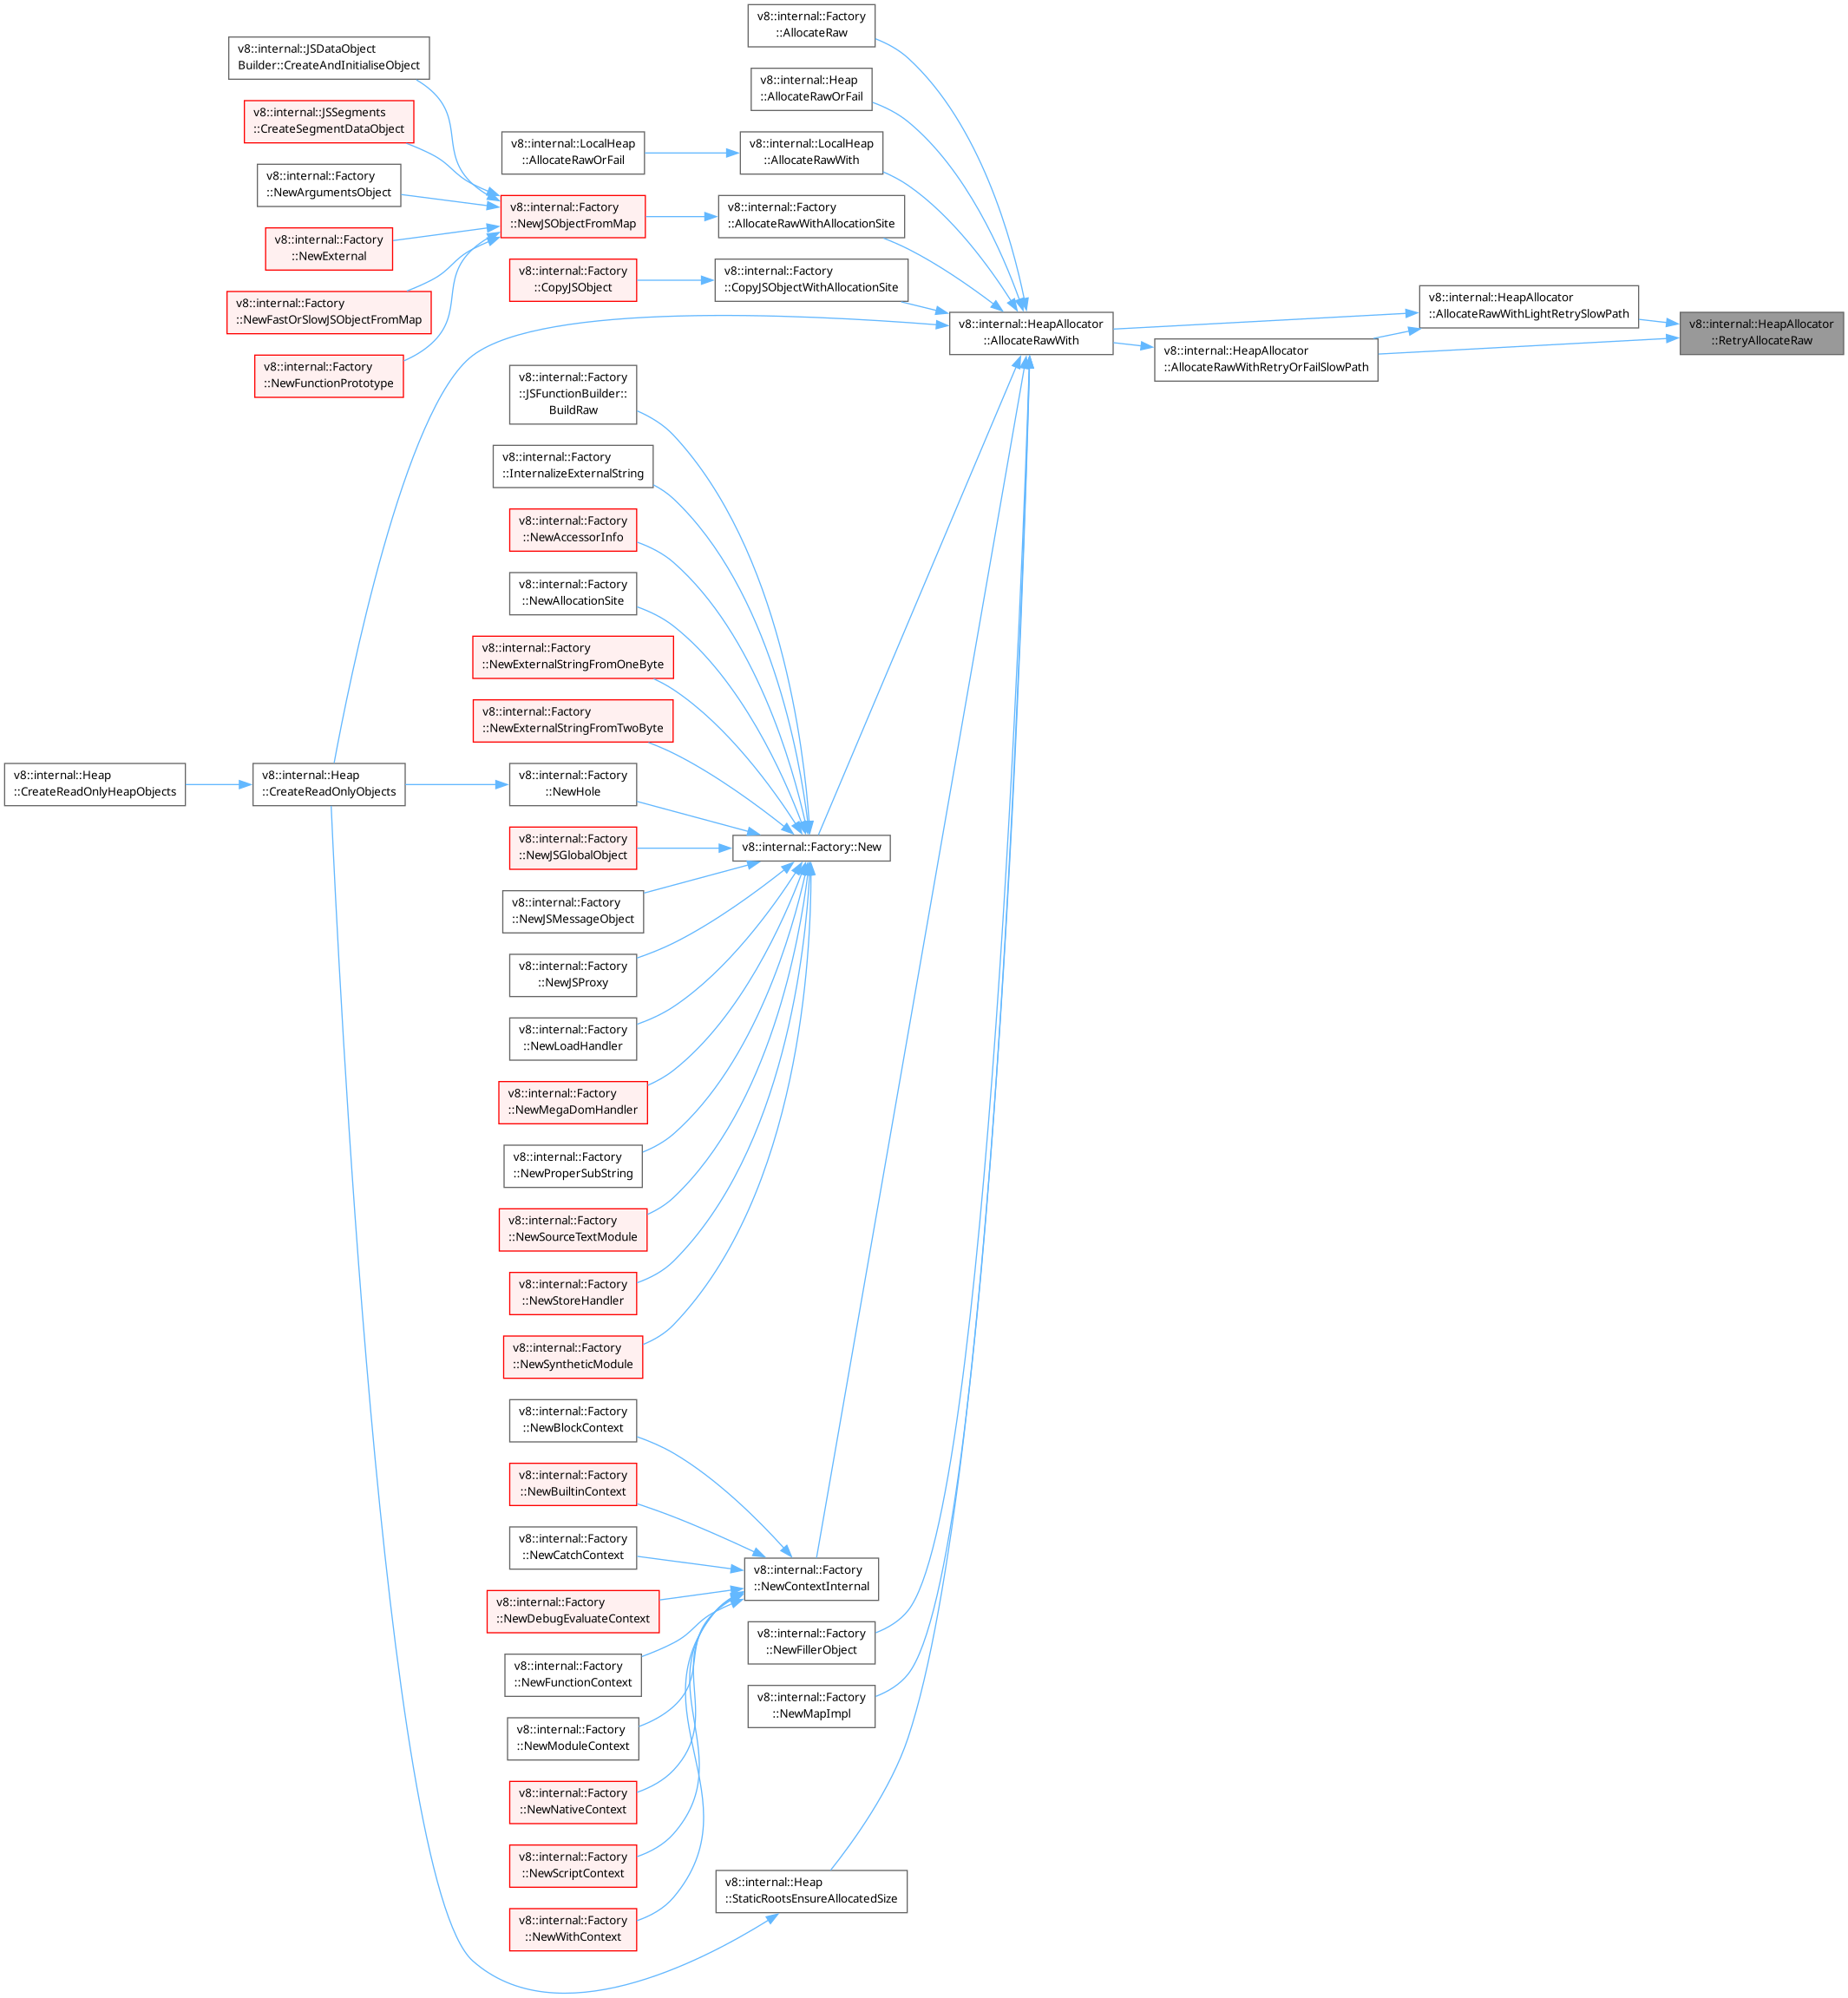 v8::internal::Factory
::AllocateRaw
v8::internal::JSDataObject
Builder::CreateAndInitialiseObject
v8::internal::Heap
::AllocateRawOrFail
v8::internal::JSSegments
::CreateSegmentDataObject
v8::internal::LocalHeap
::AllocateRawOrFail
v8::internal::LocalHeap
::AllocateRawWith
v8::internal::Factory
::NewArgumentsObject
v8::internal::Factory
::NewJSObjectFromMap
v8::internal::Factory
::AllocateRawWithAllocationSite
v8::internal::Factory
::NewExternal
v8::internal::Factory
::CopyJSObject
v8::internal::Factory
::CopyJSObjectWithAllocationSite
v8::internal::HeapAllocator
::AllocateRawWithLightRetrySlowPath
v8::internal::Factory
::NewFastOrSlowJSObjectFromMap
v8::internal::HeapAllocator
::AllocateRawWith
v8::internal::HeapAllocator
::RetryAllocateRaw
v8::internal::HeapAllocator
::AllocateRawWithRetryOrFailSlowPath
v8::internal::Factory
::NewFunctionPrototype
v8::internal::Factory
::JSFunctionBuilder::
BuildRaw
v8::internal::Factory
::InternalizeExternalString
v8::internal::Factory
::NewAccessorInfo
v8::internal::Factory
::NewAllocationSite
v8::internal::Factory
::NewExternalStringFromOneByte
v8::internal::Factory
::NewExternalStringFromTwoByte
v8::internal::Heap
::CreateReadOnlyHeapObjects
v8::internal::Heap
::CreateReadOnlyObjects
v8::internal::Factory
::NewHole
v8::internal::Factory
::NewJSGlobalObject
v8::internal::Factory::New
v8::internal::Factory
::NewJSMessageObject
v8::internal::Factory
::NewJSProxy
v8::internal::Factory
::NewLoadHandler
v8::internal::Factory
::NewMegaDomHandler
v8::internal::Factory
::NewProperSubString
v8::internal::Factory
::NewSourceTextModule
v8::internal::Factory
::NewStoreHandler
v8::internal::Factory
::NewSyntheticModule
v8::internal::Factory
::NewBlockContext
v8::internal::Factory
::NewBuiltinContext
v8::internal::Factory
::NewCatchContext
v8::internal::Factory
::NewContextInternal
v8::internal::Factory
::NewDebugEvaluateContext
v8::internal::Factory
::NewFillerObject
v8::internal::Factory
::NewFunctionContext
v8::internal::Factory
::NewMapImpl
v8::internal::Factory
::NewModuleContext
v8::internal::Factory
::NewNativeContext
v8::internal::Factory
::NewScriptContext
v8::internal::Heap
::StaticRootsEnsureAllocatedSize
v8::internal::Factory
::NewWithContext